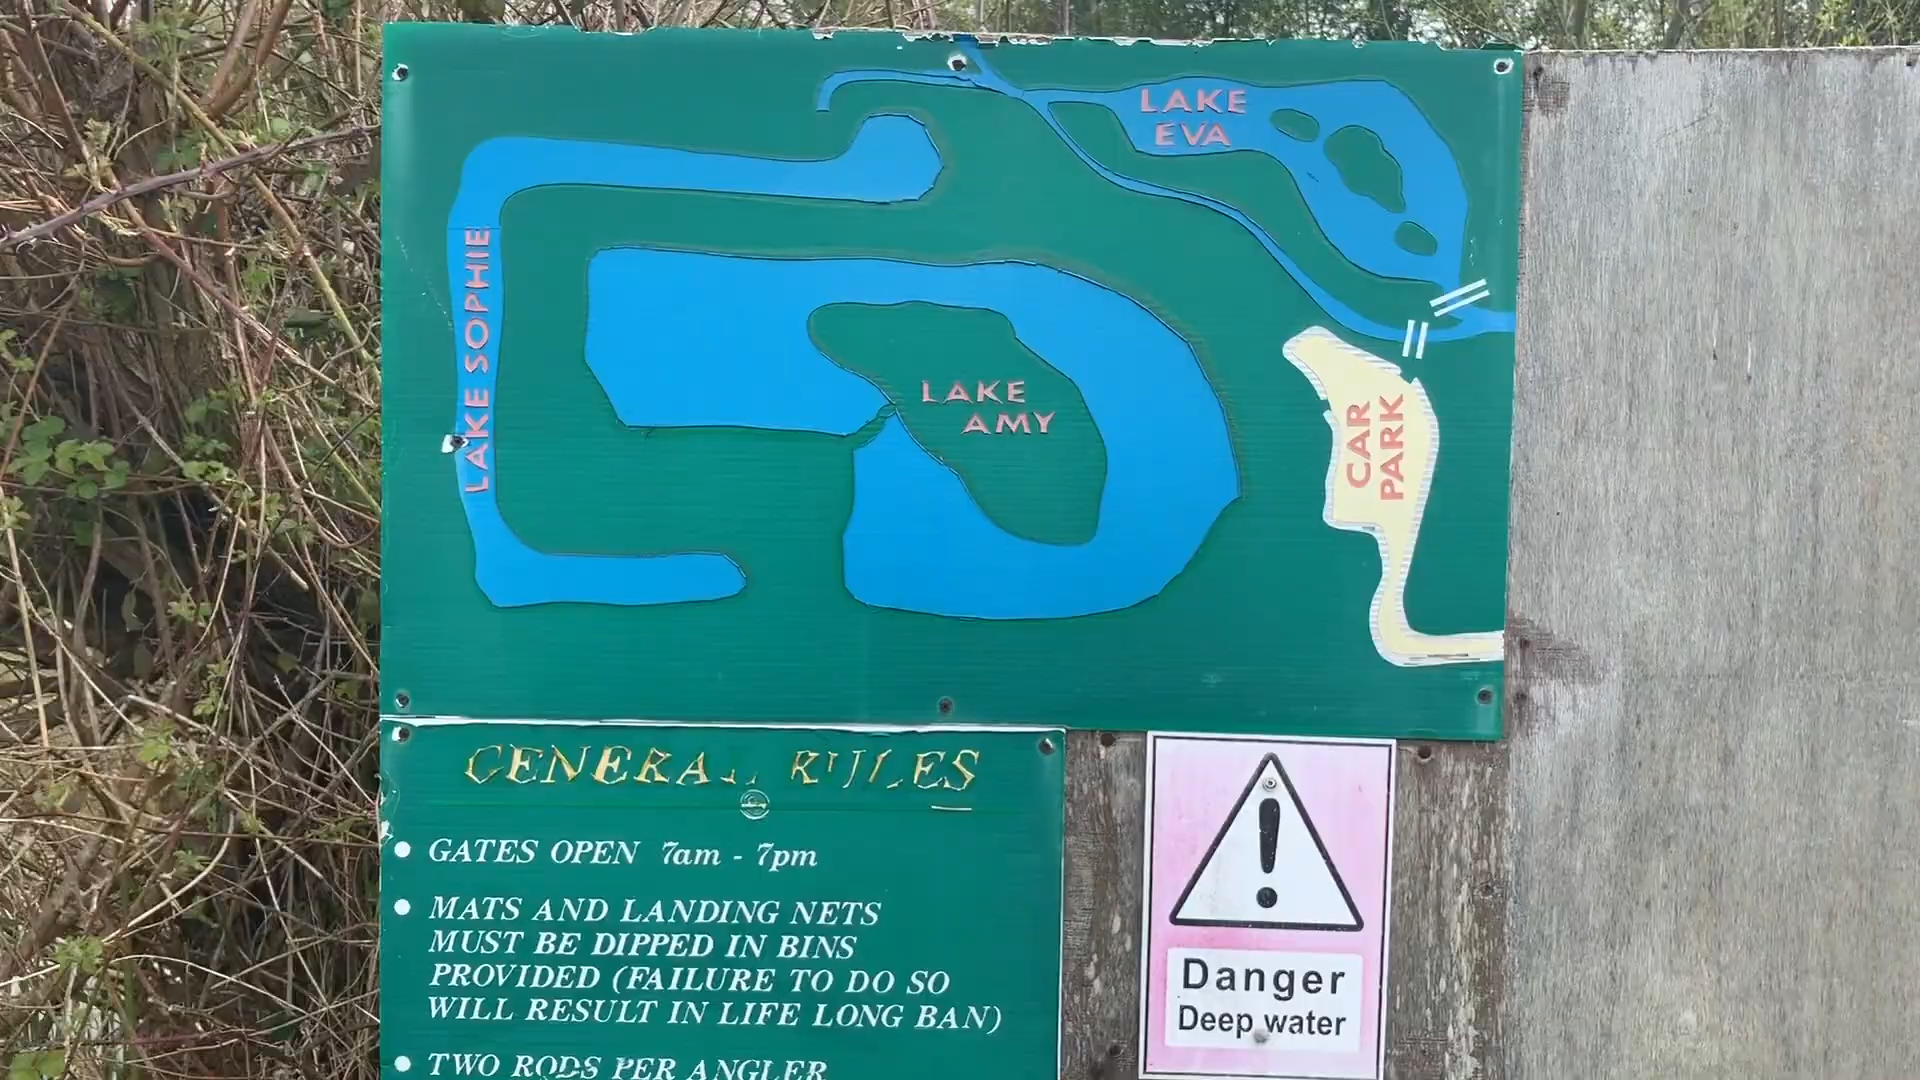 LAKE
EVA
LAKE SOPHIE
LAKE
AMY
CAR
PARK
GENERAL RULES
GATES OPEN 7am - 7pm
MATS AND LANDING NETS
MUST BE DIPPED IN BINS
PROVIDED (FAILURE TO DO SO
WILL RESULT IN LIFE LONG BAN)
TWO RODS PER ANGLER
Danger
Deep water